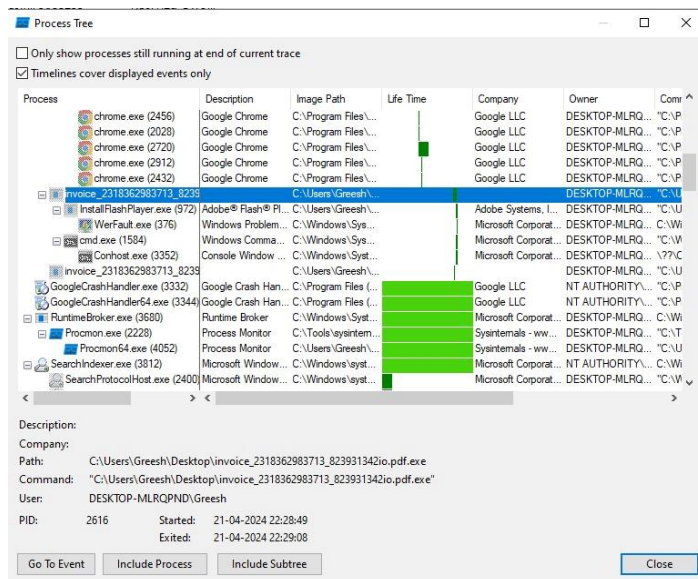 Process Tree
Only show processes still running at end of current trace
Timelines cover displayed events only
Process Description Image Path Life Time Company Owner Comr
chrome.exe (2456) Google Chrome C:\Program Files\... Google LLC DESKTOP-MLRQ... "C:\P
chrome.exe (2028) Google Chrome C:\Program Files\... Google LLC DESKTOP-MLRQ... "C:\P
chrome.exe (2720) Google Chrome C:\Program Files\... Google LLC DESKTOP-MLRQ... "C:\P
chrome.exe (2912) Google Chrome C:\Program Files\... Google LLC DESKTOP-MLRQ... "C:\P
chrome.exe (2432) Google Chrome C:\Program Files\... Google LLC DESKTOP-MLRQ... "C:\P
invoice_2318362983713_8239 C:\Users\Greesh\... DESKTOP-MLRQ... "C:\U
InstallFlashPlayer.exe (972) Adobe® Flash® Pl... C:\Users\Greesh\... Adobe Systems, I... DESKTOP-MLRQ... "C:\U
WerFault.exe (376) Windows Problem... C:\Windows\Sys... Microsoft Corporat... DESKTOP-MLRQ... C:\Wi
cmd.exe (1584) Windows Comma... C:\Windows\Sys... Microsoft Corporat... DESKTOP-MLRQ... "C:\W
Conhost.exe (3352) Console Window ... C:\Windows\Syst... Microsoft Corporat... DESKTOP-MLRQ... \??\C
invoice_2318362983713_8239 C:\Users\Greesh\... DESKTOP-MLRQ... "C:\U
GoogleCrashHandler.exe (3332) Google Crash Han... C:\Program Files (... Google LLC NT AUTHORITY\... "C:\P
GoogleCrashHandler64.exe (3344) Google Crash Han... C:\Program Files (... Google LLC NT AUTHORITY\... "C:\P
RuntimeBroker.exe (3680) Runtime Broker C:\Windows\Syst... Microsoft Corporat... DESKTOP-MLRQ... C:\Wi
Procmon.exe (2228) Process Monitor C:\Tools\sysintern... Sysinternals - ww... DESKTOP-MLRQ... "C:\T
Procmon64.exe (4052) Process Monitor C:\Users\Greesh\... Sysinternals - ww... DESKTOP-MLRQ... "C:\U
SearchIndexer.exe (3812) Microsoft Window... C:\Windows\syst... Microsoft Corporat... NT AUTHORITY\... C:\Wi
SearchProtocolHost.exe (2400) Microsoft Window... C:\Windows\syst... Microsoft Corporat... DESKTOP-MLRQ... "C:\W
Description:
Company:
Path: C:\Users\Greesh\Desktop\invoice_2318362983713_823931342io.pdf.exe
Command: "C:\Users\Greesh\Desktop\invoice_2318362983713_823931342io.pdf.exe"
User: DESKTOP-MLRQPND\Greesh
PID: 2616 Started: 21-04-2024 22:28:49
Exited: 21-04-2024 22:29:08
Go To Event Include Process Include Subtree Close